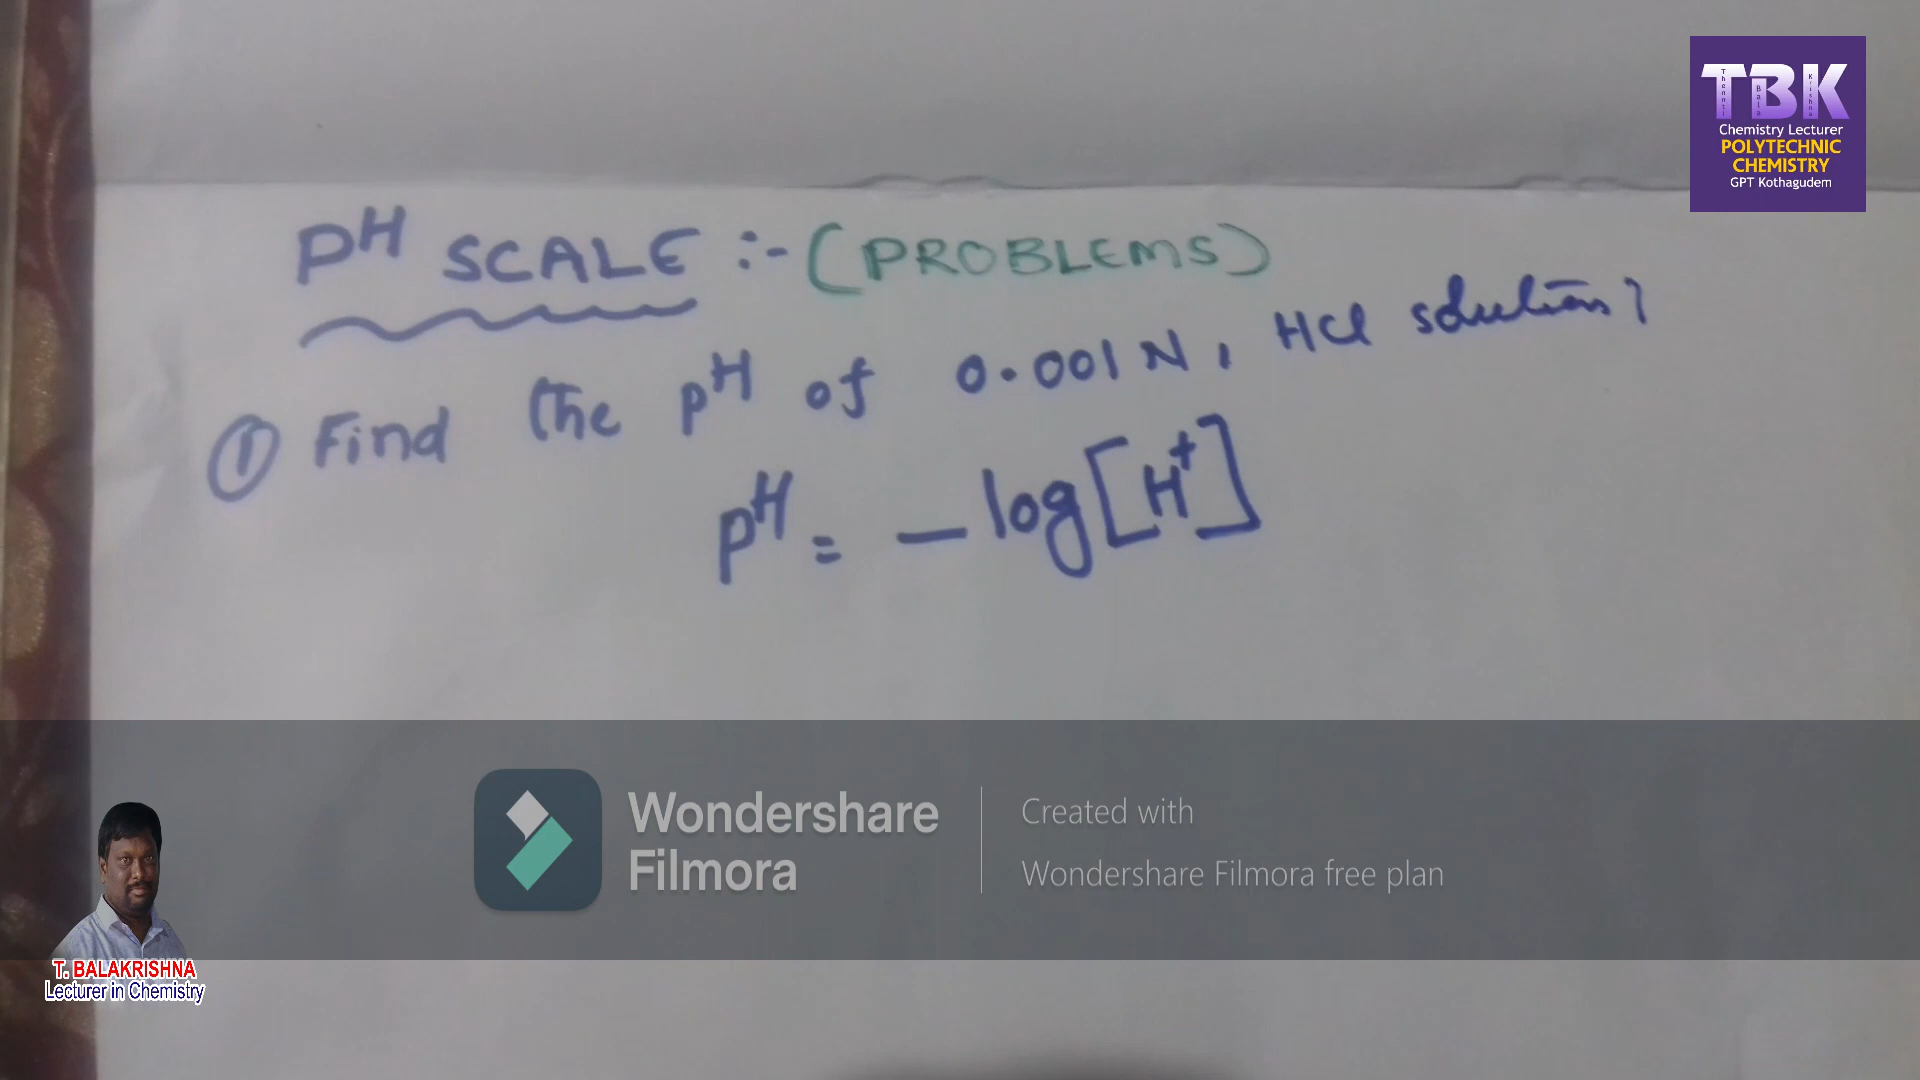 TBK
Chemistry Lecturer
POLYTECHNIC
CHEMISTRY
GPT Kothagudem
PH SCALE :- (PROBLEMS)
① Find the PH of 0.001 N, HCl solution?
PH = - log [H+]
Wondershare
Filmora
Created with
Wondershare Filmora free plan
T. BALAKRISHNA
Lecturer in Chemistry